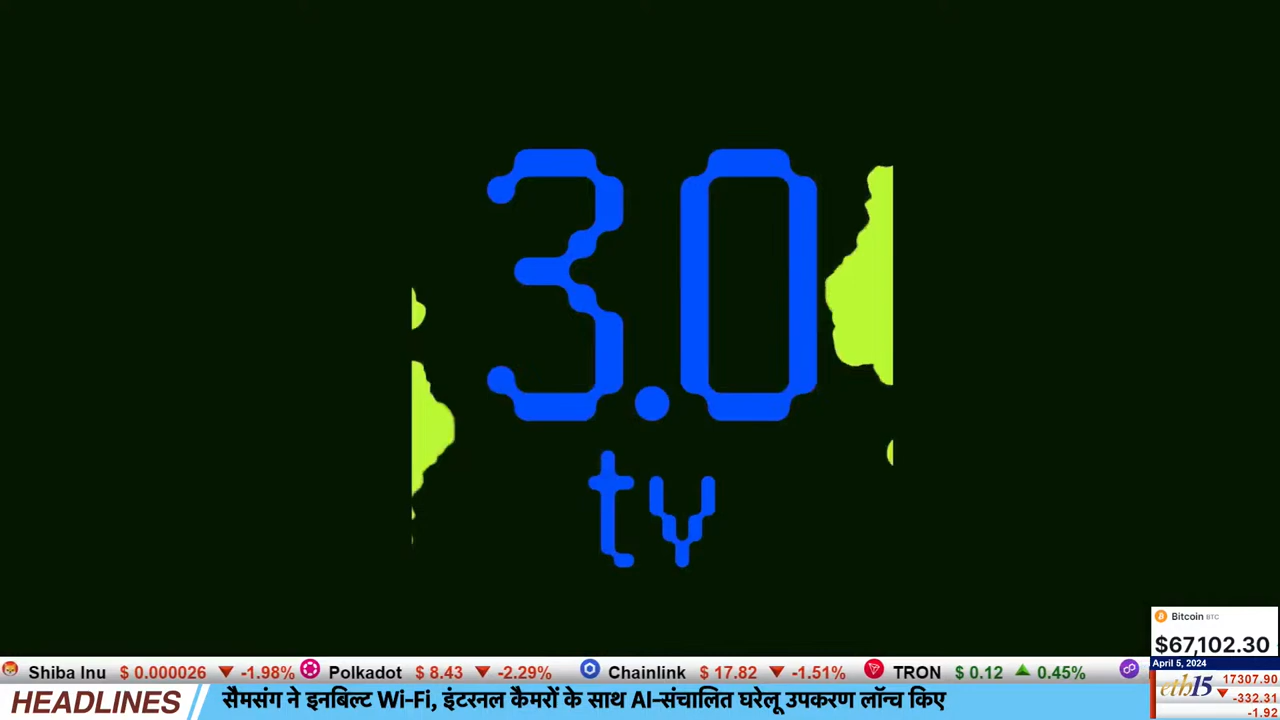 3.0
tv
Bitcoin BTC
$67,102.30
April 5, 2024
Shiba Inu $ 0.000026 ▼ -1.98% Polkadot $ 8.43 ▼ -2.29% Chainlink $ 17.82 ▼ -1.51% TRON $ 0.12 ▲ 0.45%
eth15 17307.90
▼ -332.31
-1.92
HEADLINES सैमसंग ने इनबिल्ट Wi-Fi, इंटरनल कैमरों के साथ AI-संचालित घरेलू उपकरण लॉन्च किए